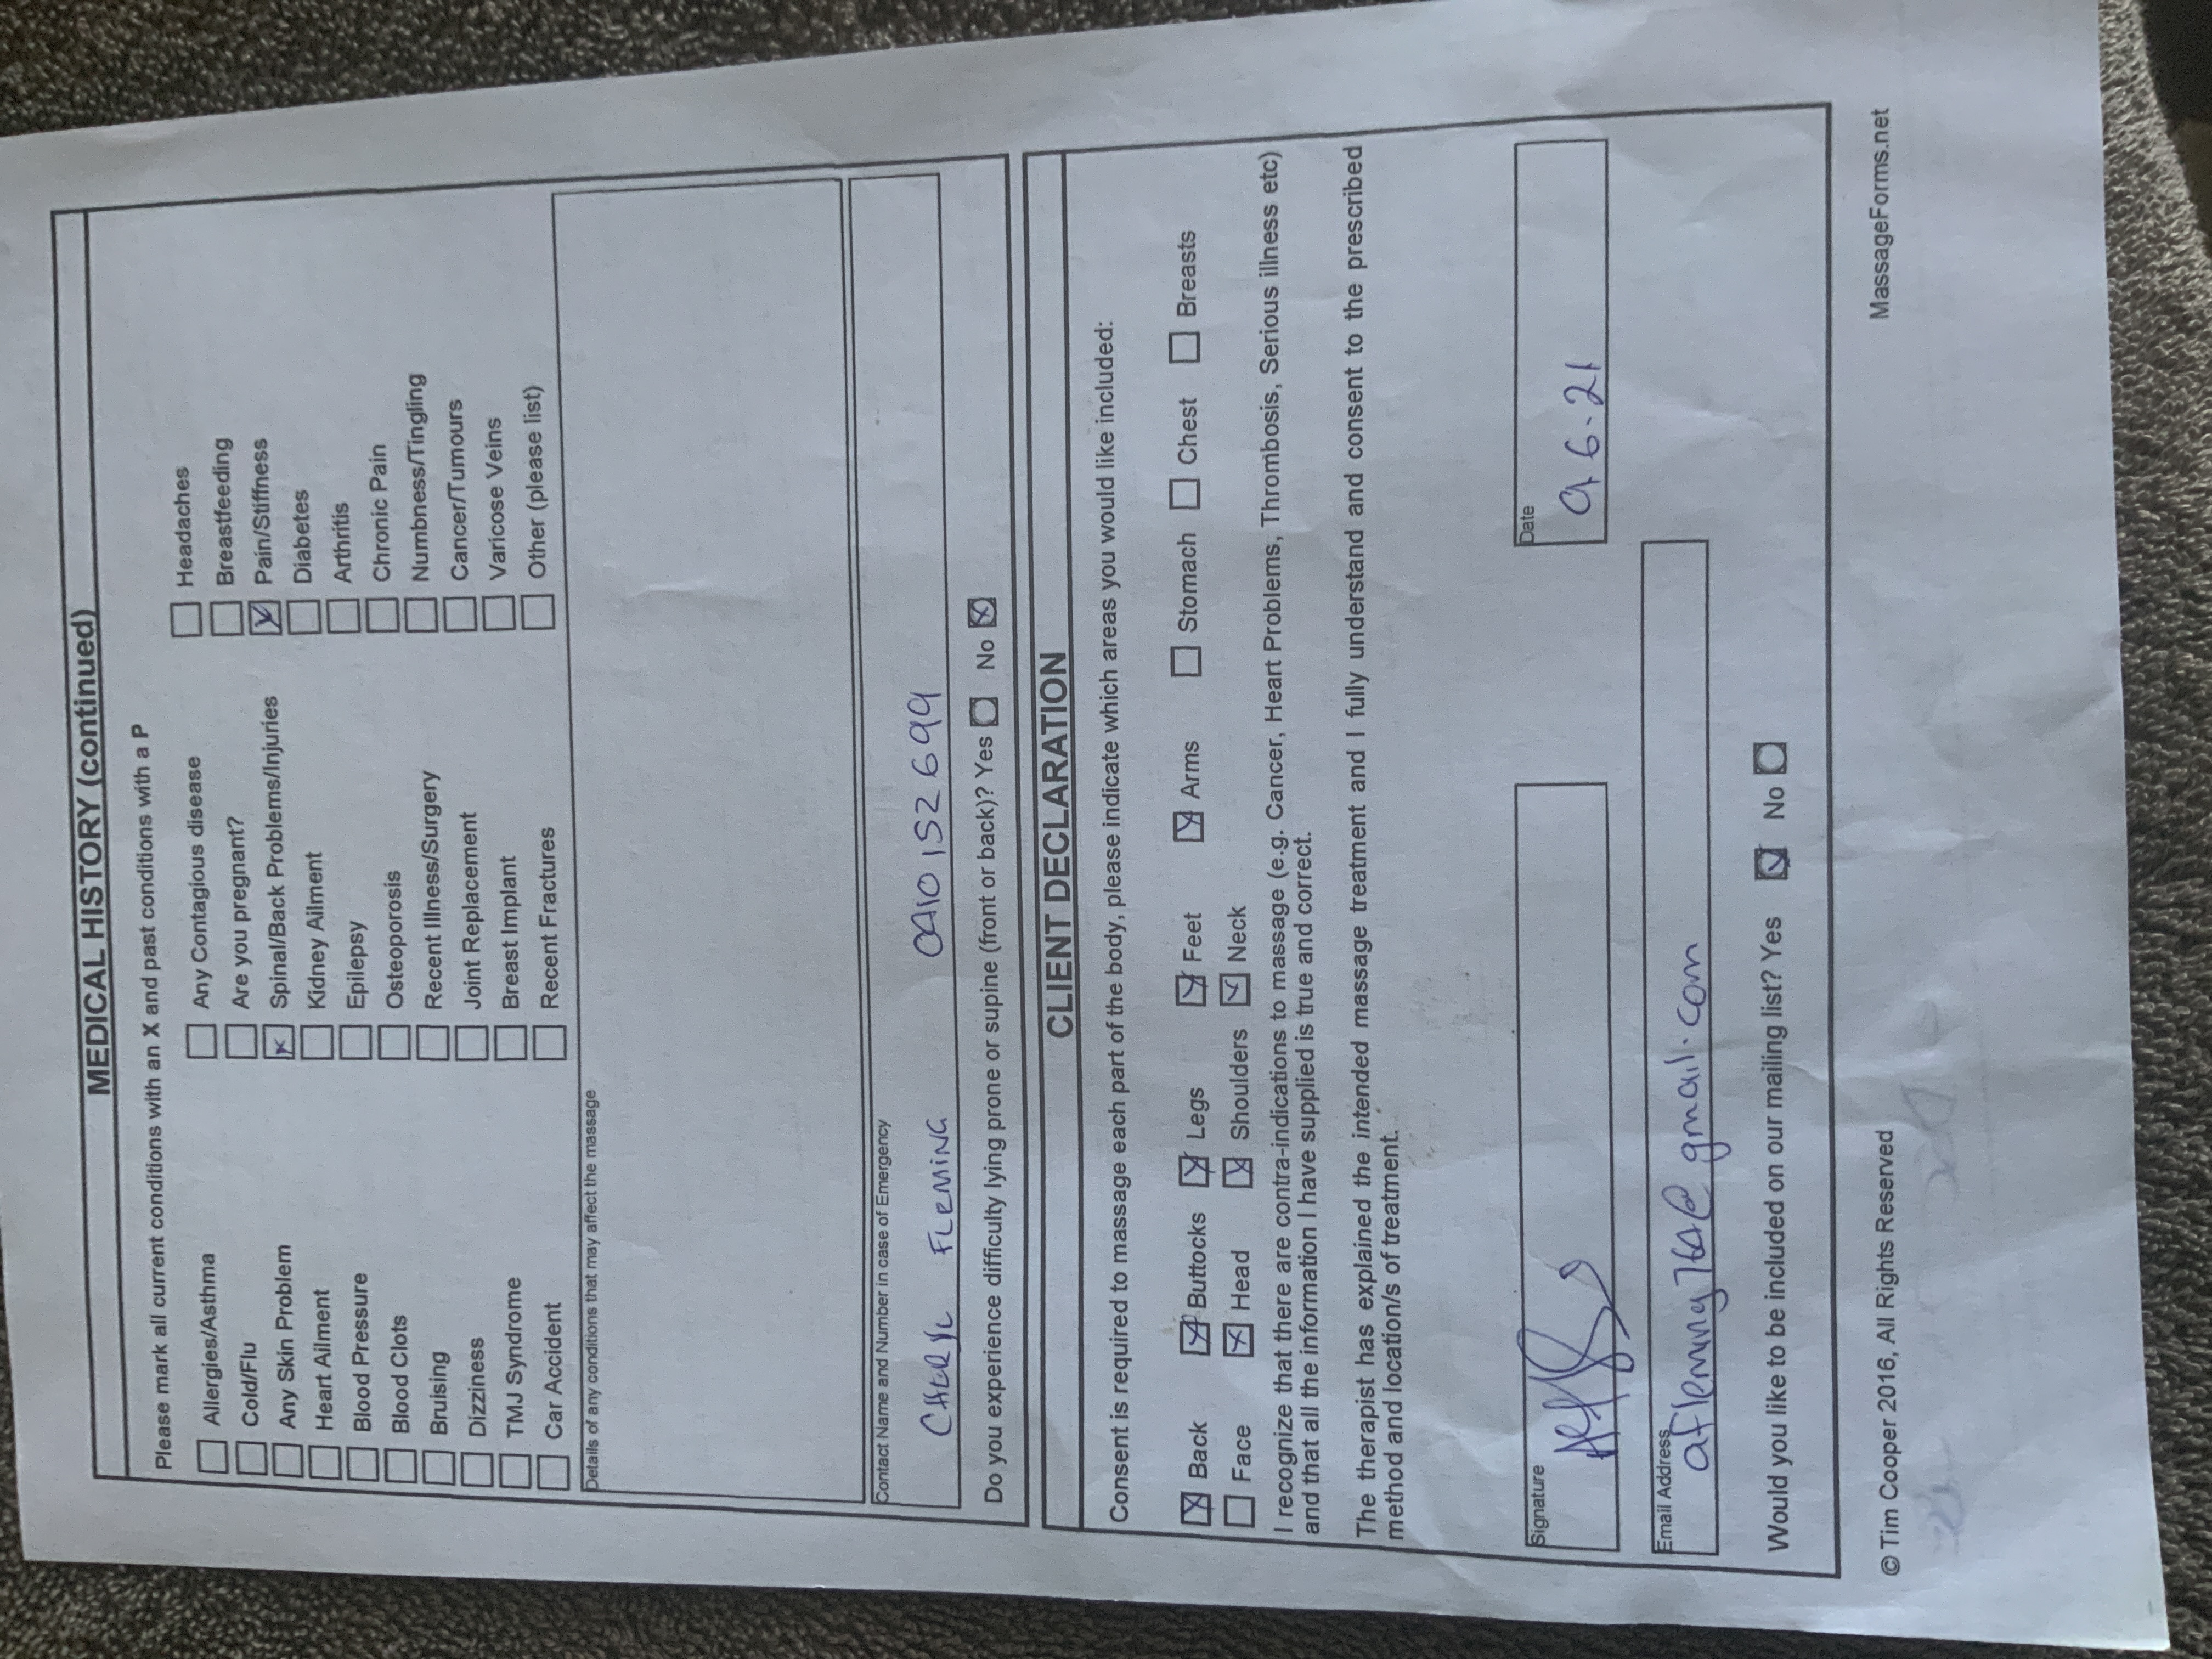 MEDICAL HISTORY (continued)
Please mark all current conditions with an X and past conditions with a P
Allergies/Asthma Any Contagious disease Headaches
Cold/Flu Are you pregnant? Breastfeeding
Any Skin Problem X Spinal/Back Problems/Injuries X Pain/Stiffness
Heart Ailment Kidney Ailment Diabetes
Blood Pressure Epilepsy Arthritis
Blood Clots Osteoporosis Chronic Pain
Bruising Recent Illness/Surgery Numbness/Tingling
Dizziness Joint Replacement Cancer/Tumours
TMJ Syndrome Breast Implant Varicose Veins
Car Accident Recent Fractures Other (please list)
Details of any conditions that may affect the massage
Contact Name and Number in case of Emergency
FLEMING
Do you experience difficulty lying prone or supine (front or back)? Yes No X
CLIENT DECLARATION
Consent is required to massage each part of the body, please indicate which areas you would like included:
X Back X Buttocks X Legs X Feet X Arms Stomach Chest Breasts
Face X Head X Shoulders X Neck
I recognize that there are contra-indications to massage (e.g. Cancer, Heart Problems, Thrombosis, Serious illness etc)
and that all the information I have supplied is true and correct.
The therapist has explained the intended massage treatment and I fully understand and consent to the prescribed
method and location/s of treatment.
Signature Date
9.6.21
Email Address
Would you like to be included on our mailing list? Yes X No
© Tim Cooper 2016, All Rights Reserved MassageForms.net